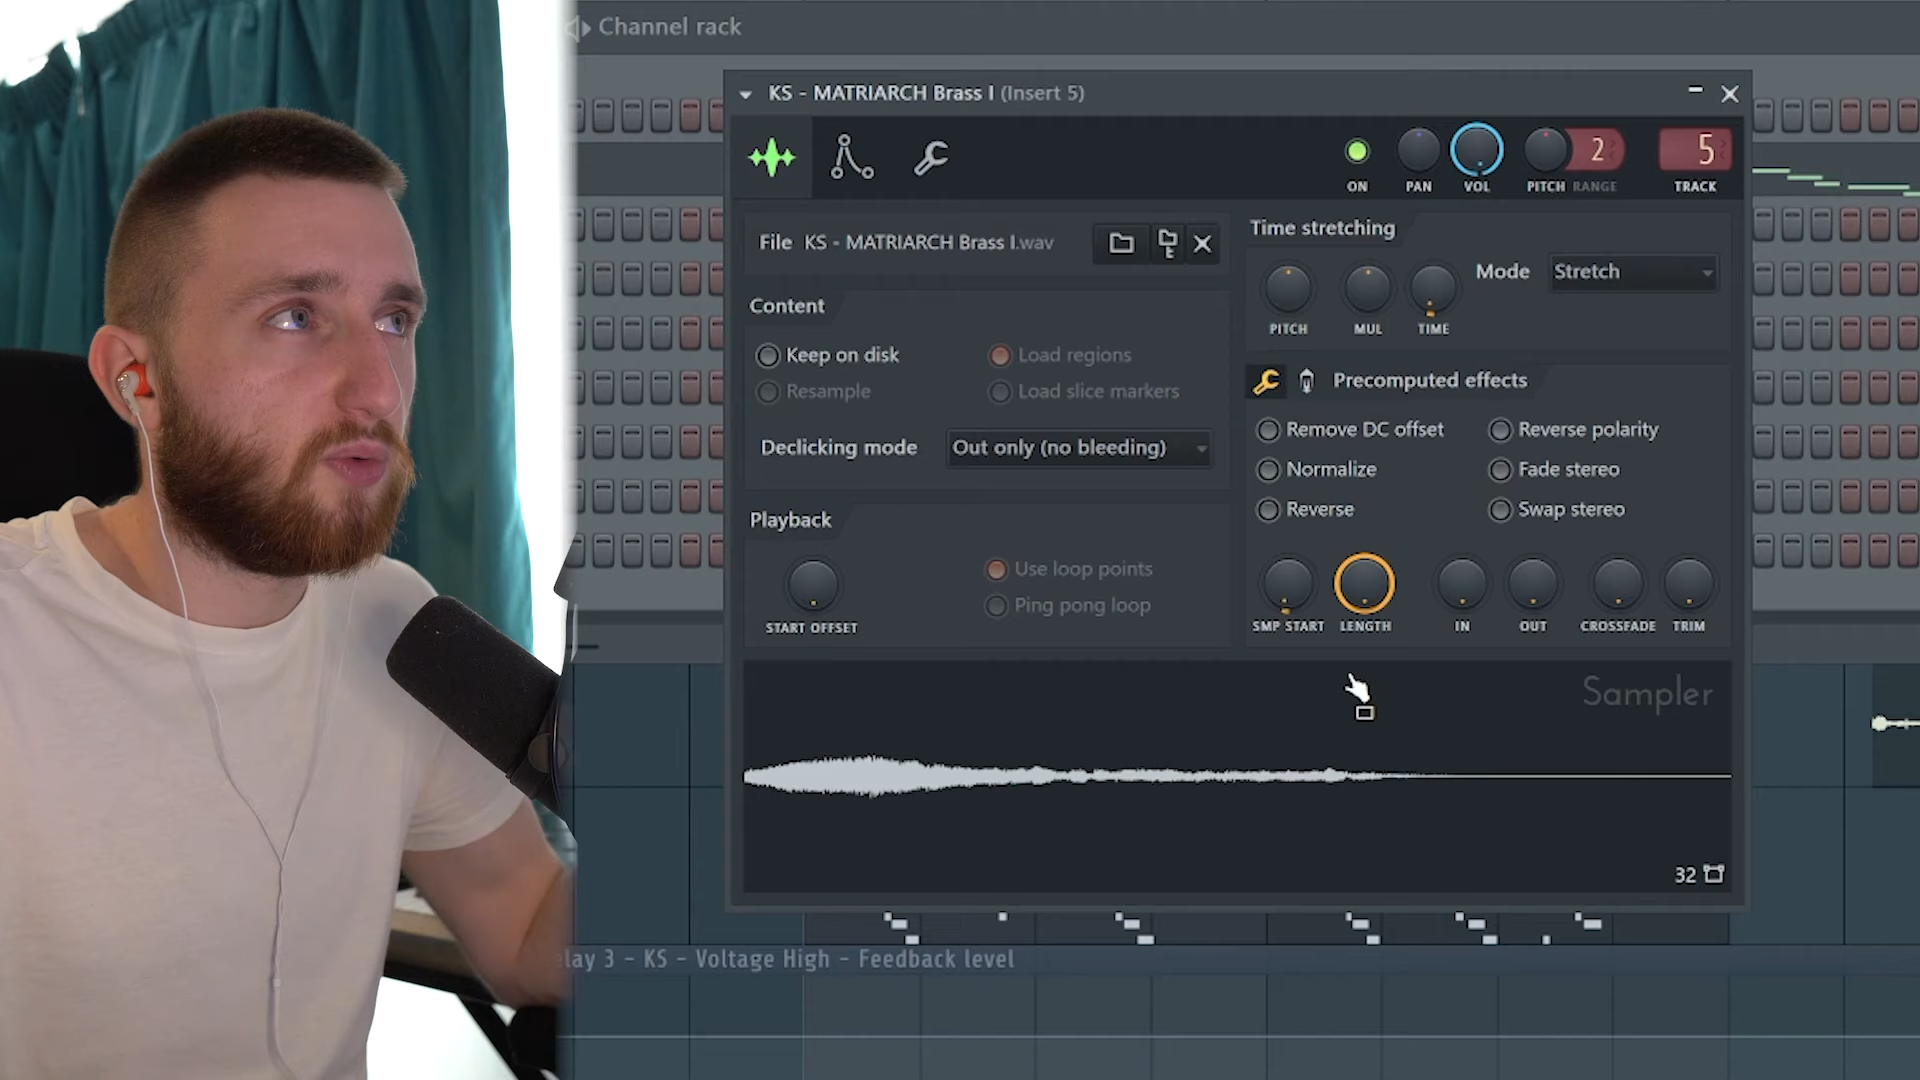 Channel rack
KS - MATRIARCH Brass I (Insert 5)
2
5
ON
PAN
VOL
PITCH RANGE
TRACK
File KS - MATRIARCH Brass I.wav
Time stretching
PITCH
MUL
TIME
Mode Stretch
Content
Keep on disk
Load regions
Resample
Load slice markers
Declicking mode Out only (no bleeding)
Precomputed effects
Remove DC offset
Reverse polarity
Normalize
Fade stereo
Reverse
Swap stereo
Playback
START OFFSET
Use loop points
Ping pong loop
SMP START
LENGTH
IN
OUT
CROSSFADE
TRIM
Sampler
32
elay 3 - KS - Voltage High - Feedback level